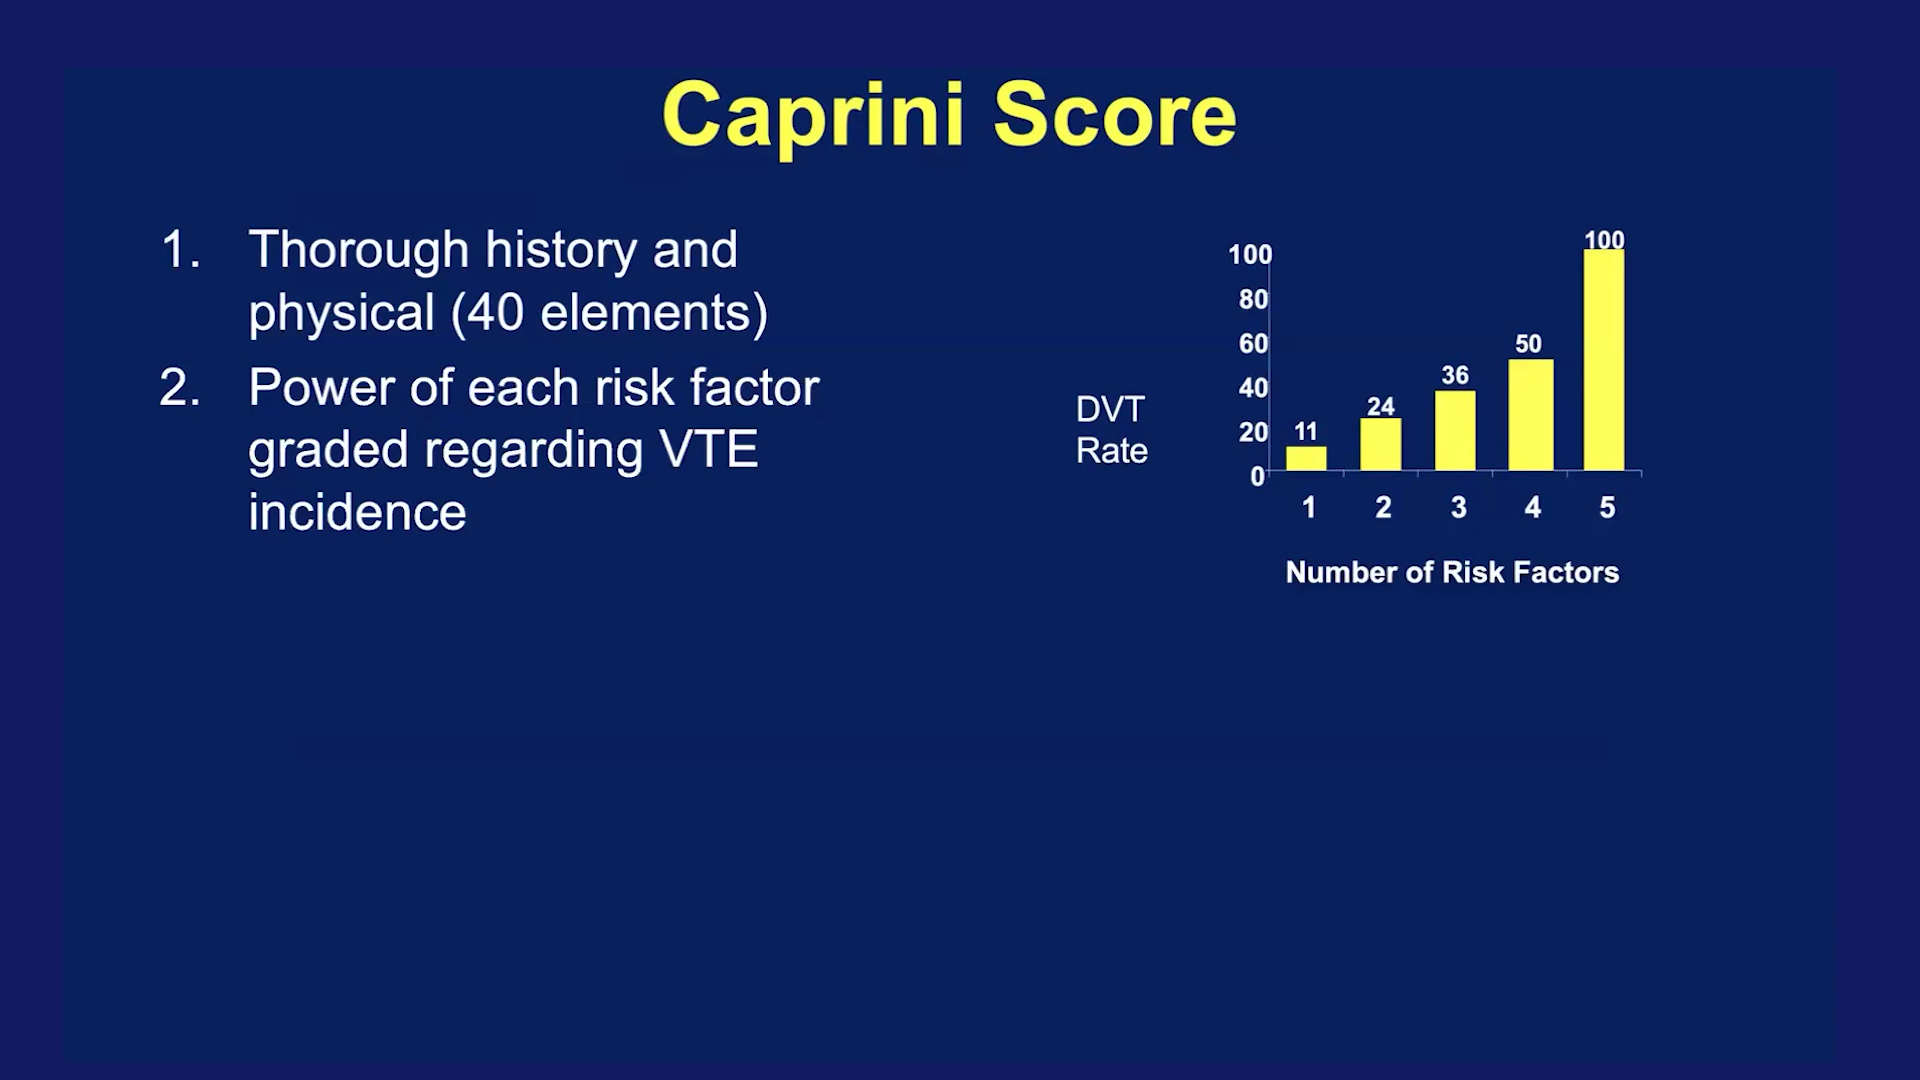 Caprini Score
1. Thorough history and
physical (40 elements)
2. Power of each risk factor
graded regarding VTE
incidence
DVT
Rate
100
80
60
40
20
0
11
24
36
50
100
1 2 3 4 5
Number of Risk Factors